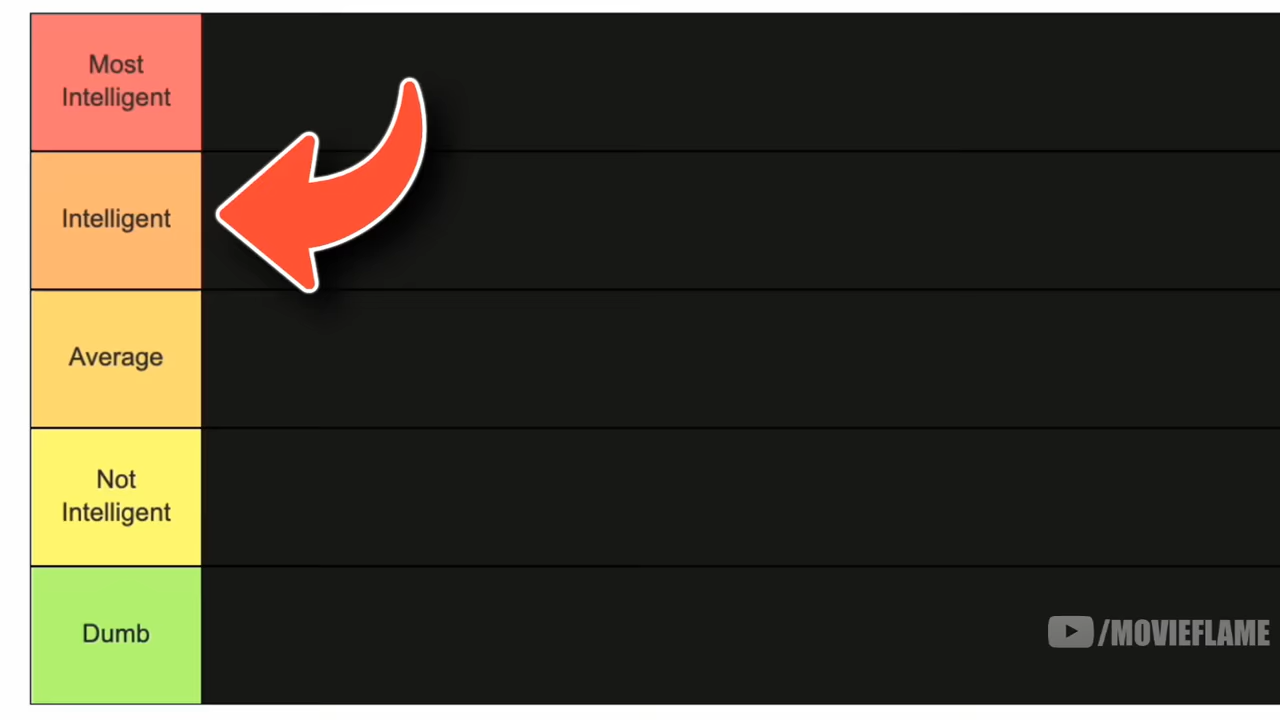 Most
Intelligent
Intelligent
Average
Not
Intelligent
Dumb
/MOVIEFLAME